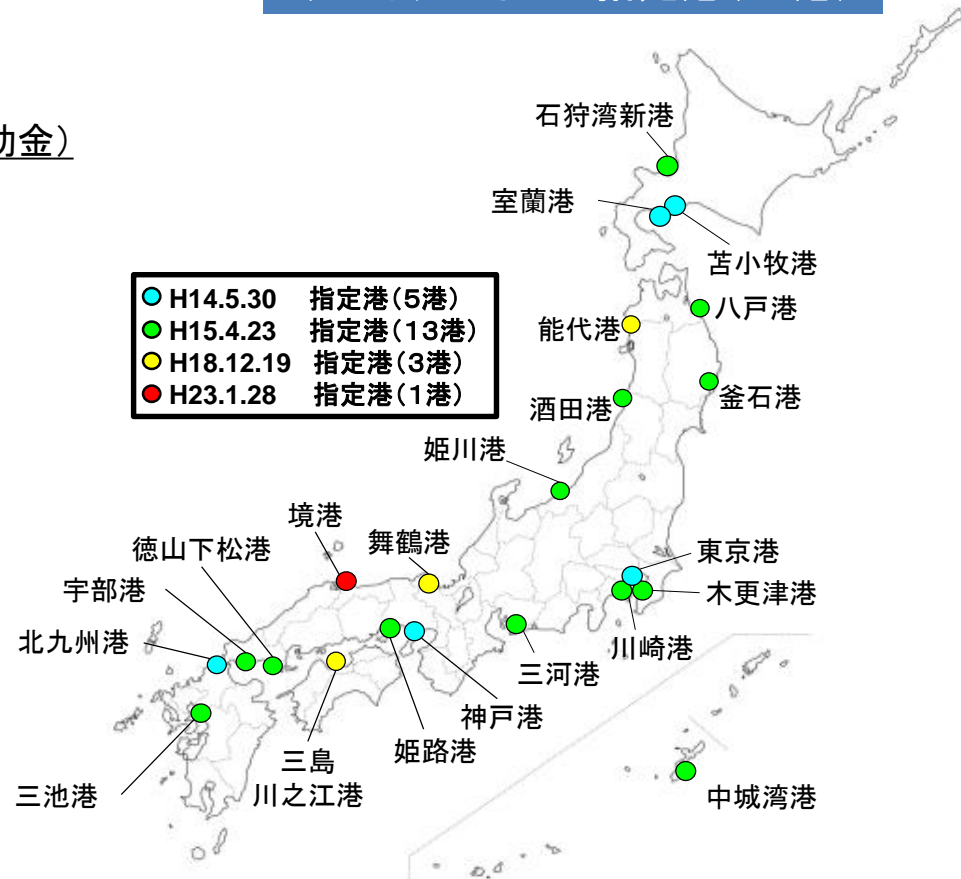 助金）
石狩湾新港
室蘭港
苫小牧港
H14.5.30 指定港（５港）
H15.4.23 指定港（１３港）
H18.12.19 指定港（３港）
H23.1.28 指定港（１港）
八戸港
能代港
釜石港
酒田港
姫川港
境港
舞鶴港
徳山下松港
東京港
宇部港
木更津港
北九州港
川崎港
三河港
神戸港
姫路港
三島
川之江港
三池港
中城湾港